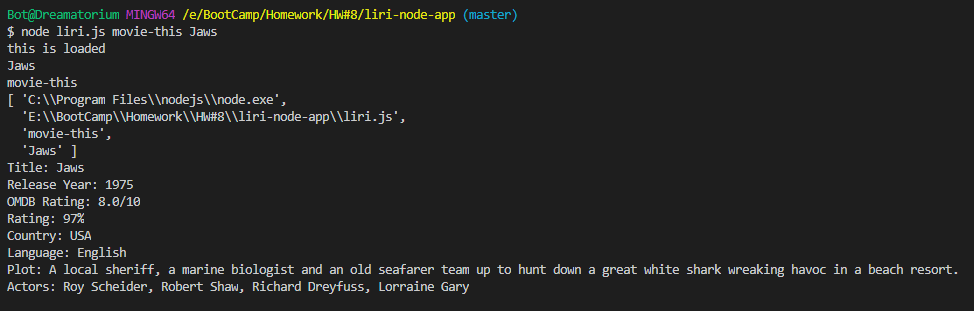 Bot@Dreamatorium MINGW64 /e/BootCamp/Homework/HW#8/liri-node-app (master)
$ node liri.js movie-this Jaws
this is loaded
Jaws
movie-this
[ 'C:\\Program Files\\nodejs\\node.exe',
  'E:\\BootCamp\\Homework\\HW#8\\liri-node-app\\liri.js',
  'movie-this',
  'Jaws' ]
Title: Jaws
Release Year: 1975
OMDB Rating: 8.0/10
Rating: 97%
Country: USA
Language: English
Plot: A local sheriff, a marine biologist and an old seafarer team up to hunt down a great white shark wreaking havoc in a beach resort.
Actors: Roy Scheider, Robert Shaw, Richard Dreyfuss, Lorraine Gary